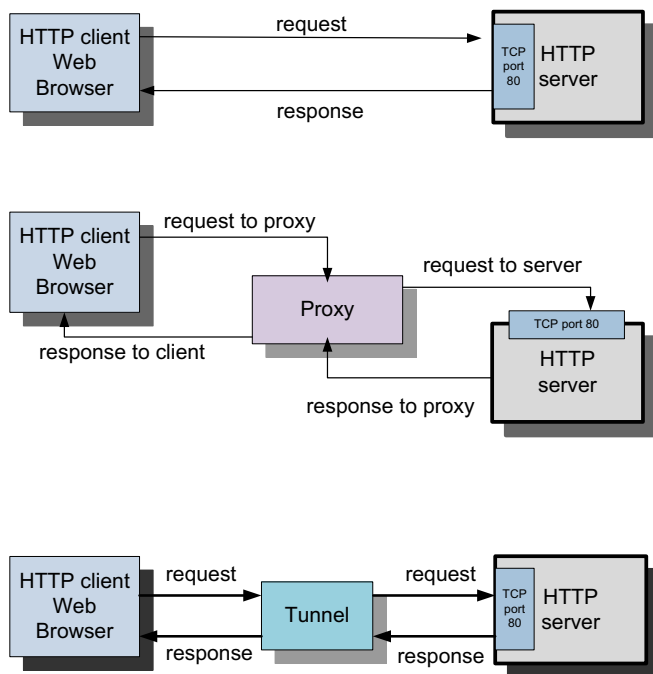 HTTP client
Web
Browser
request
response
TCP
port
80
HTTP
server
HTTP client
Web
Browser
request to proxy
response to client
Proxy
request to server
response to proxy
TCP port 80
HTTP
server
HTTP client
Web
Browser
request
response
Tunnel
request
response
TCP
port
80
HTTP
server